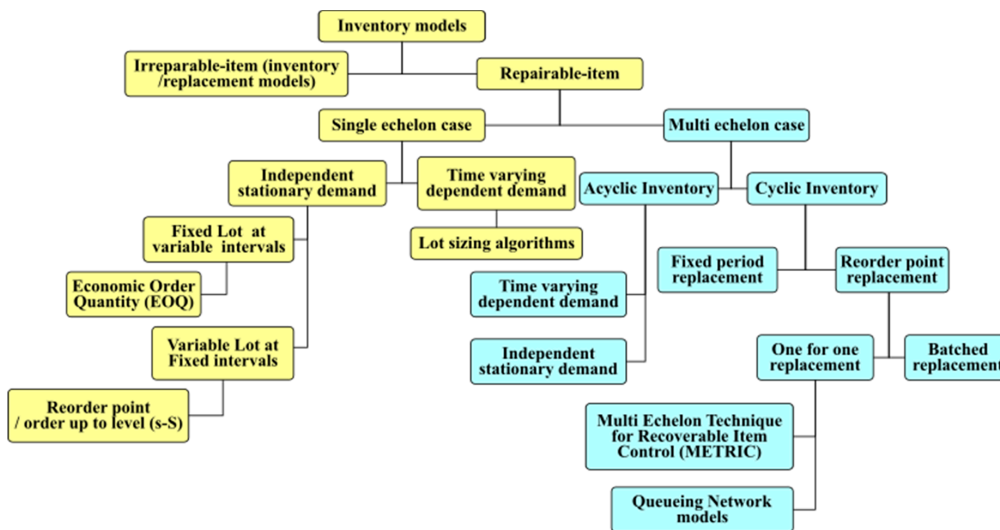 Inventory models
Irreparable-item (inventory
/replacement models)
Repairable-item
Single echelon case
Multi echelon case
Independent
stationary demand
Time varying
dependent demand
Acyclic Inventory
Cyclic Inventory
Fixed Lot at
variable intervals
Lot sizing algorithms
Fixed period
replacement
Reorder point
replacement
Economic Order
Quantity (EOQ)
Time varying
dependent demand
Variable Lot at
Fixed intervals
Independent
stationary demand
One for one
replacement
Batched
replacement
Reorder point
/ order up to level (s-S)
Multi Echelon Technique
for Recoverable Item
Control (METRIC)
Queueing Network
models